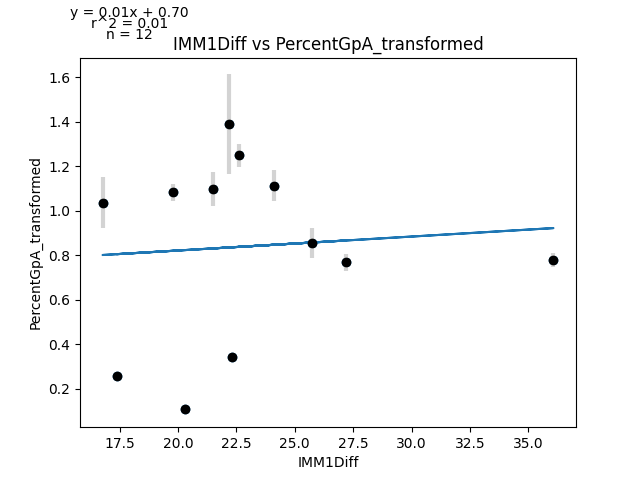 y = 0.01x + 0.70
r^2 = 0.01
n = 12
IMM1Diff vs PercentGpA_transformed
1.6
1.4
1.2
1.0
0.8
0.6
0.4
0.2
PercentGpA_transformed
17.5 20.0 22.5 25.0 27.5 30.0 32.5 35.0
IMM1Diff